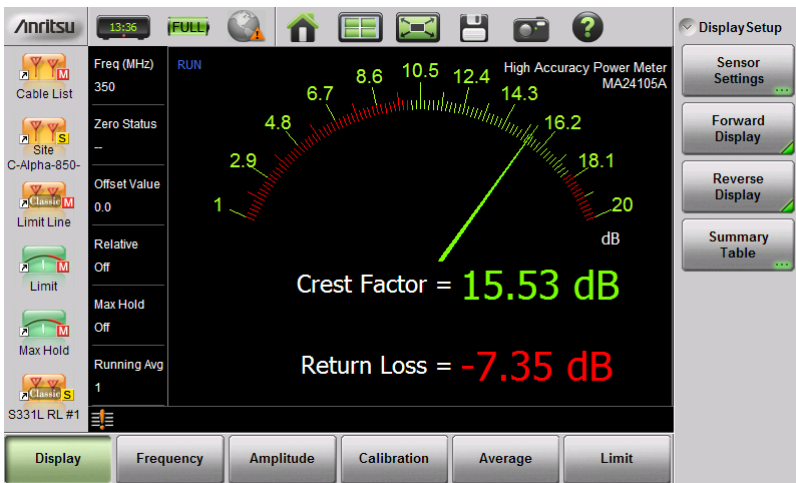 Anritsu
13:36
FULL
?
Display Setup
Cable List
M
Site
C-Alpha-850-
S
Limit Line
Classic M
Limit
M
Max Hold
M
S331L RL #1
Classic S
Freq (MHz)
350
Zero Status
--
Offset Value
0.0
Relative
Off
Max Hold
Off
Running Avg
1
RUN
High Accuracy Power Meter
MA24105A
1
2.9
4.8
6.7
8.6
10.5
12.4
14.3
16.2
18.1
20
dB
Crest Factor = 15.53 dB
Return Loss = -7.35 dB
Sensor
Settings
Forward
Display
Reverse
Display
Summary
Table
Display
Frequency
Amplitude
Calibration
Average
Limit